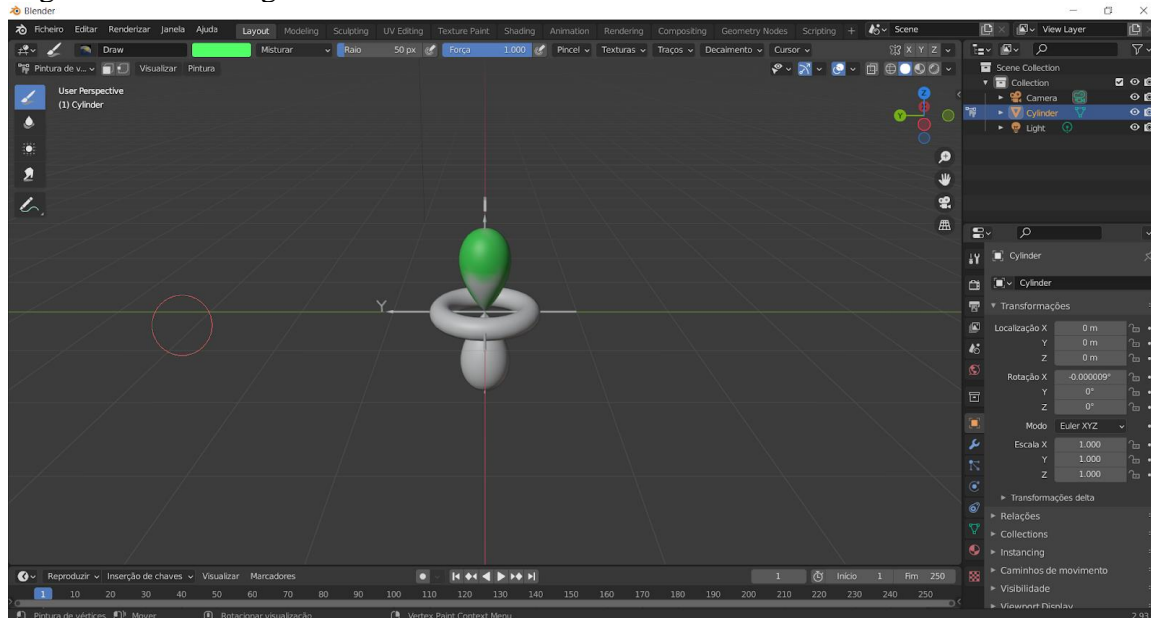 Blender
Ficheiro Editar Renderizar Janela Ajuda Layout Modeling Sculpting UV Editing Texture Paint Shading Animation Rendering Compositing Geometry Nodes Scripting + Scene View Layer
Draw Misturar Raio 50 px Força 1.000 Pincel Texturas Traços Decaimento Cursor X Y Z
Pintura de v... Visualizar Pintura
Scene Collection
Collection
Camera
Cylinder
Light
User Perspective
(1) Cylinder
Z
Y
Y
Cylinder
Cylinder
Transformações
Localização X 0 m
Y 0 m
Z 0 m
Rotação X -0.000009°
Y 0°
Z 0°
Modo Euler XYZ
Escala X 1.000
Y 1.000
Z 1.000
Transformações delta
Relações
Collections
Instancing
Caminhos de movimento
Visibilidade
Viewport Display
Reproduzir Inserção de chaves Visualizar Marcadores 1 Início 1 Fim 250
1 10 20 30 40 50 60 70 80 90 100 110 120 130 140 150 160 170 180 190 200 210 220 230 240 250
Pintura de vértices Mover Rotacionar visualização Vertex Paint Context Menu 2.93